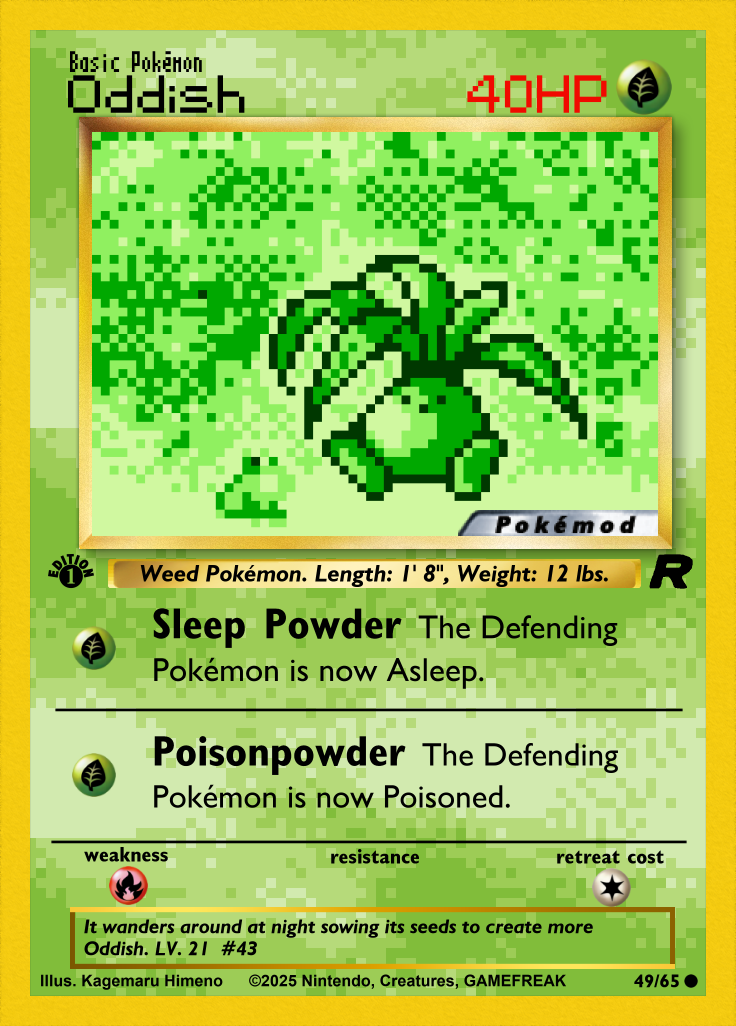 Basic Pokémon
Oddish 40HP
Pokémod
EDITION 1 Weed Pokémon. Length: 1' 8", Weight: 12 lbs. R
Sleep Powder The Defending
Pokémon is now Asleep.
Poisonpowder The Defending
Pokémon is now Poisoned.
weakness resistance retreat cost
It wanders around at night sowing its seeds to create more
Oddish. LV. 21 #43
Illus. Kagemaru Himeno ©2025 Nintendo, Creatures, GAMEFREAK 49/65